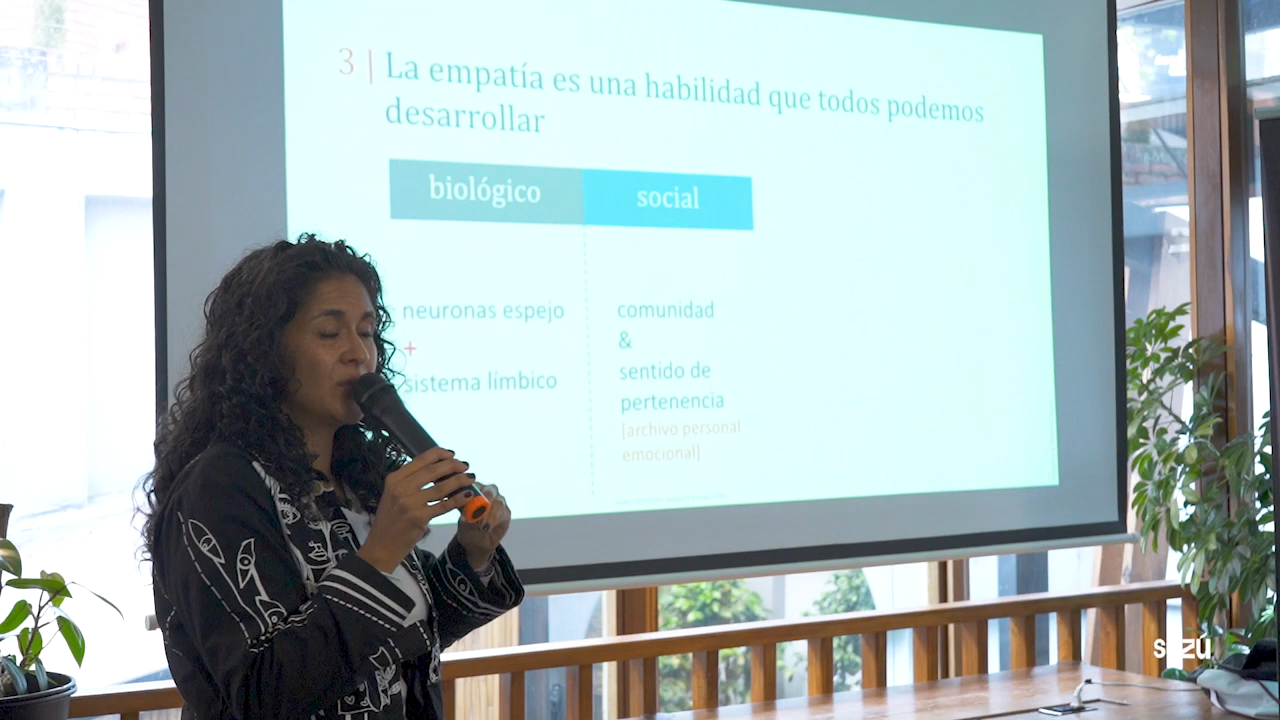 3 | La empatía es una habilidad que todos podemos
desarrollar
biológico
social
neuronas espejo
+
sistema límbico
comunidad
&
sentido de
pertenencia
[archivo personal
emocional]